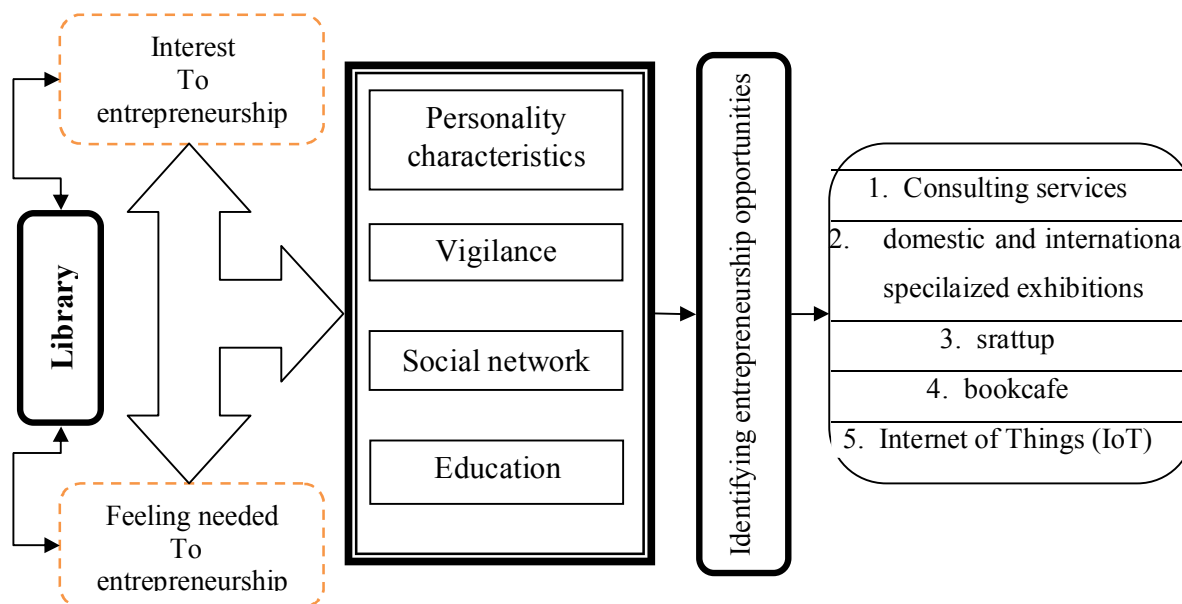 Interest
To
entrepreneurship
Library
Feeling needed
To
entrepreneurship
Personality
characteristics
Vigilance
Social network
Education
Identifying entrepreneurship opportunities
1. Consulting services
2. domestic and internationa
specilaized exhibitions
3. srattup
4. bookcafe
5. Internet of Things (IoT)